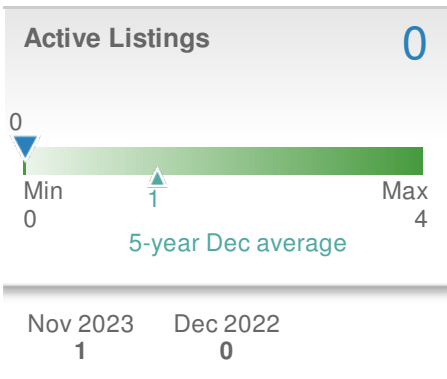 Active Listings 0
0
Min Max
0 4
1
5-year Dec average
Nov 2023 Dec 2022
1 0